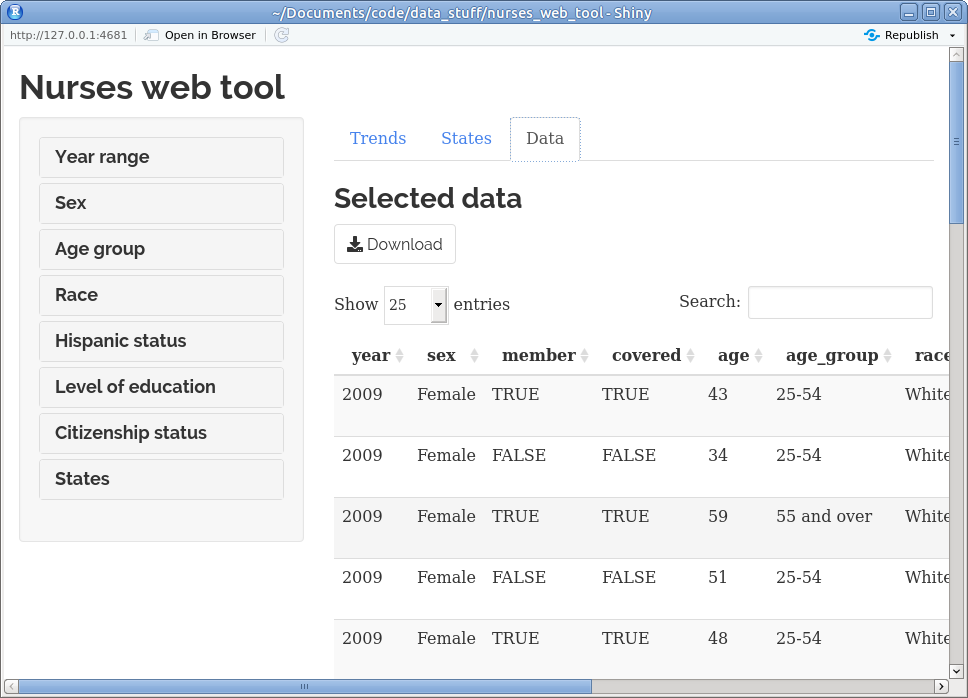 ~/Documents/code/data_stuff/nurses_web_tool - Shiny
http://127.0.0.1:4681 Open in Browser Republish
Nurses web tool
Year range
Sex
Age group
Race
Hispanic status
Level of education
Citizenship status
States
Trends States Data
Selected data
Download
Show 25 entries Search:
year sex member covered age age_group race
2009 Female TRUE TRUE 43 25-54 White
2009 Female FALSE FALSE 34 25-54 White
2009 Female TRUE TRUE 59 55 and over White
2009 Female FALSE FALSE 51 25-54 White
2009 Female TRUE TRUE 48 25-54 White